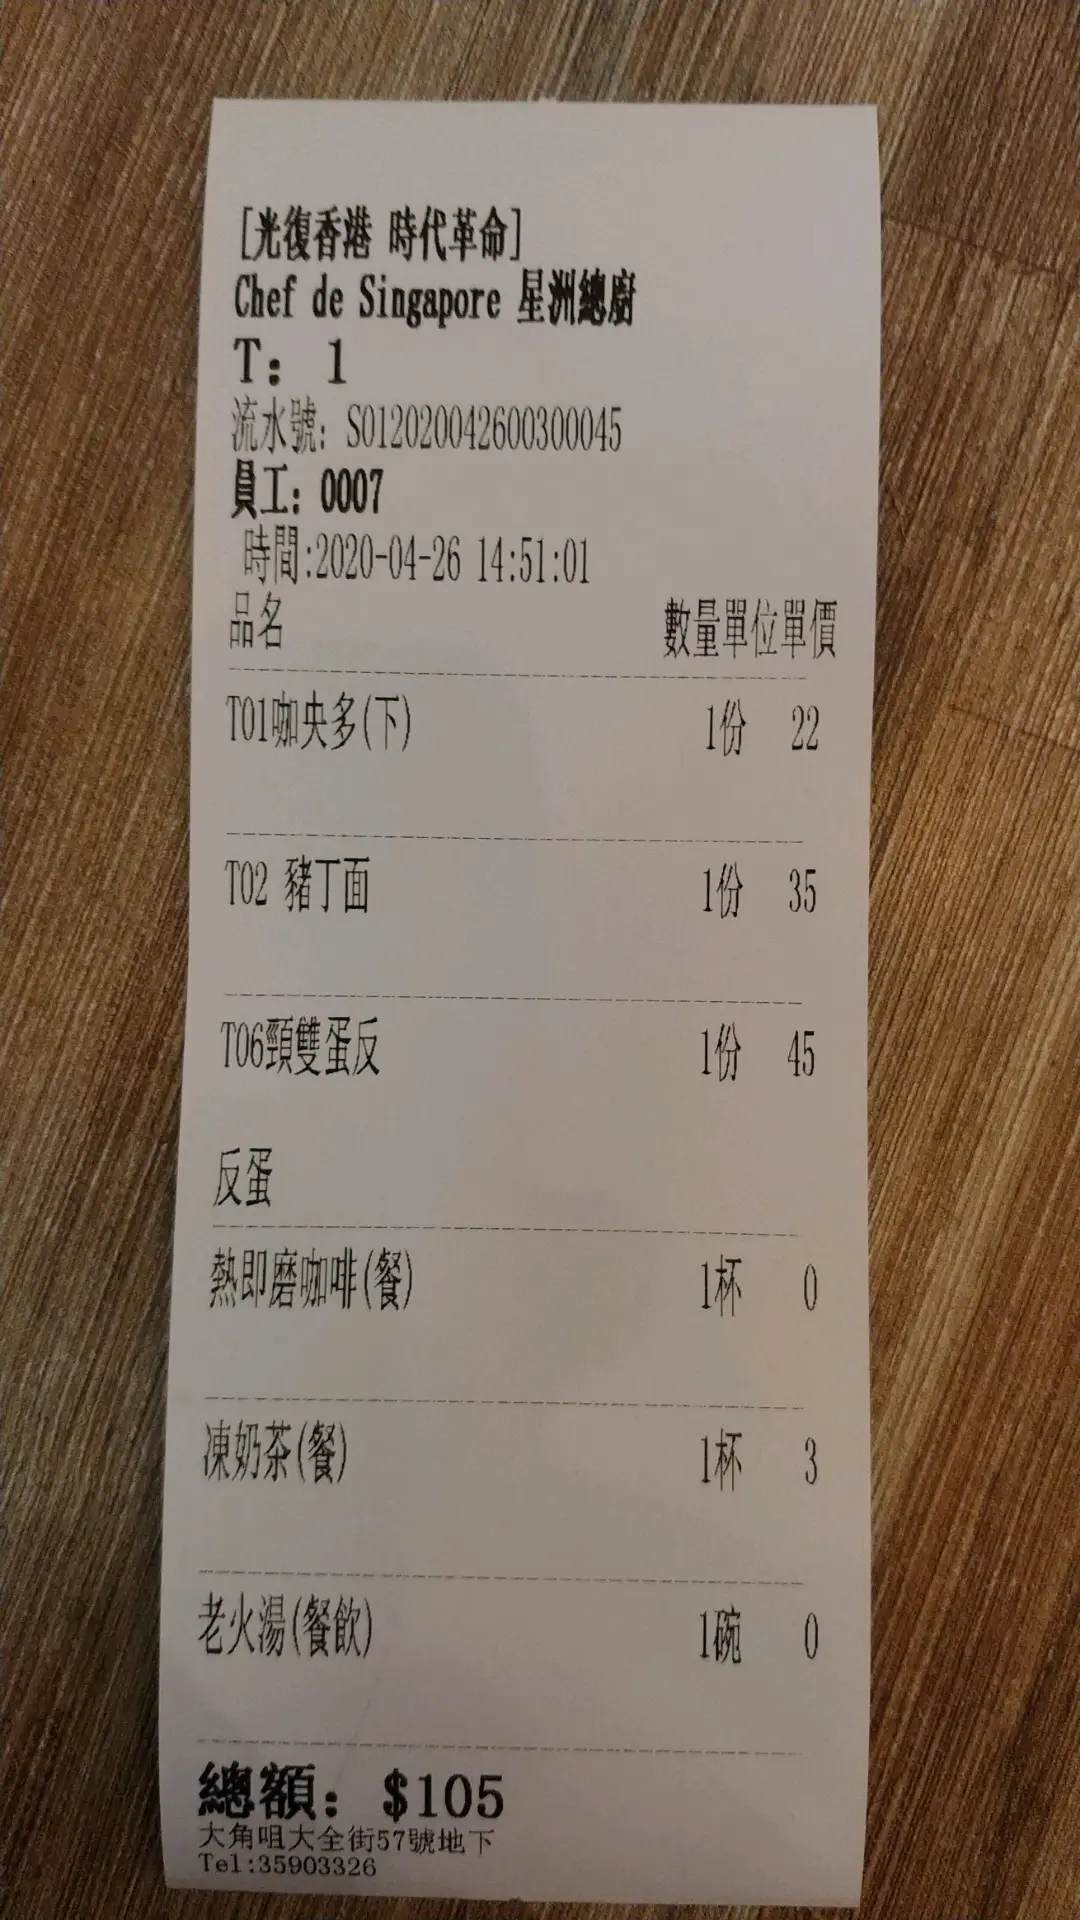 [光復香港 時代革命]
Chef de Singapore 星洲總廚
T: 1
流水號: S012020042600300045
員工: 0007
時間:2020-04-26 14:51:01
品名 數量單位單價
T01咖央多(下) 1份 22
T02 豬丁面 1份 35
T06頸雙蛋反 1份 45
反蛋
熱即磨咖啡(餐) 1杯 0
凍奶茶(餐) 1杯 3
老火湯(餐飲) 1碗 0
總額: $105
大角咀大全街57號地下
Tel:35903326